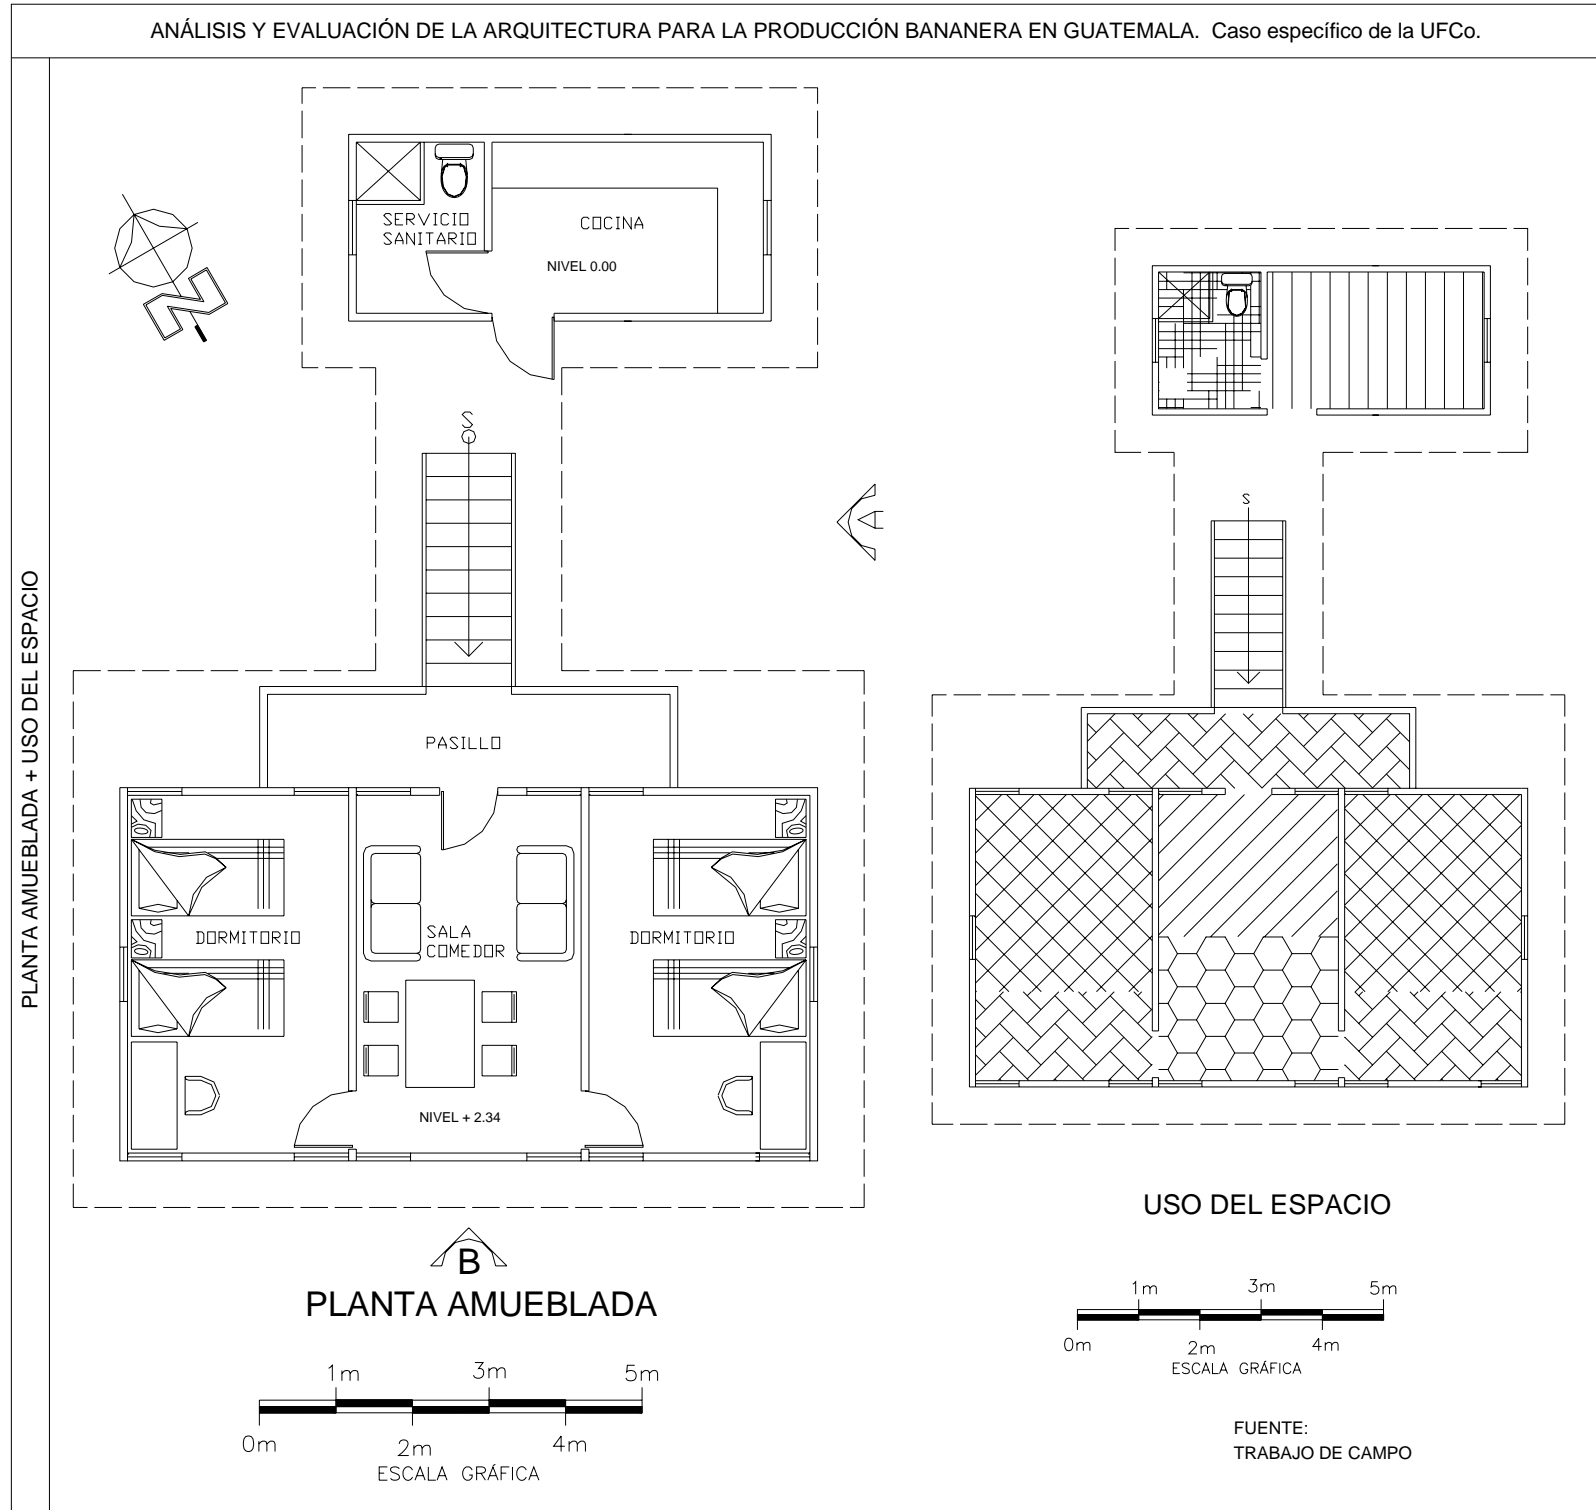 ANÁLISIS Y EVALUACIÓN DE LA ARQUITECTURA PARA LA PRODUCCIÓN BANANERA EN GUATEMALA. Caso específico de la UFCo.
PLANTA AMUEBLADA + USO DEL ESPACIO
N
SERVICIO
SANITARIO
COCINA
NIVEL 0.00
S
A
PASILLO
DORMITORIO
SALA
COMEDOR
DORMITORIO
NIVEL + 2.34
B
PLANTA AMUEBLADA
1m
3m
5m
0m
2m
4m
ESCALA GRÁFICA
S
USO DEL ESPACIO
1m
3m
5m
0m
2m
4m
ESCALA GRÁFICA
FUENTE:
TRABAJO DE CAMPO